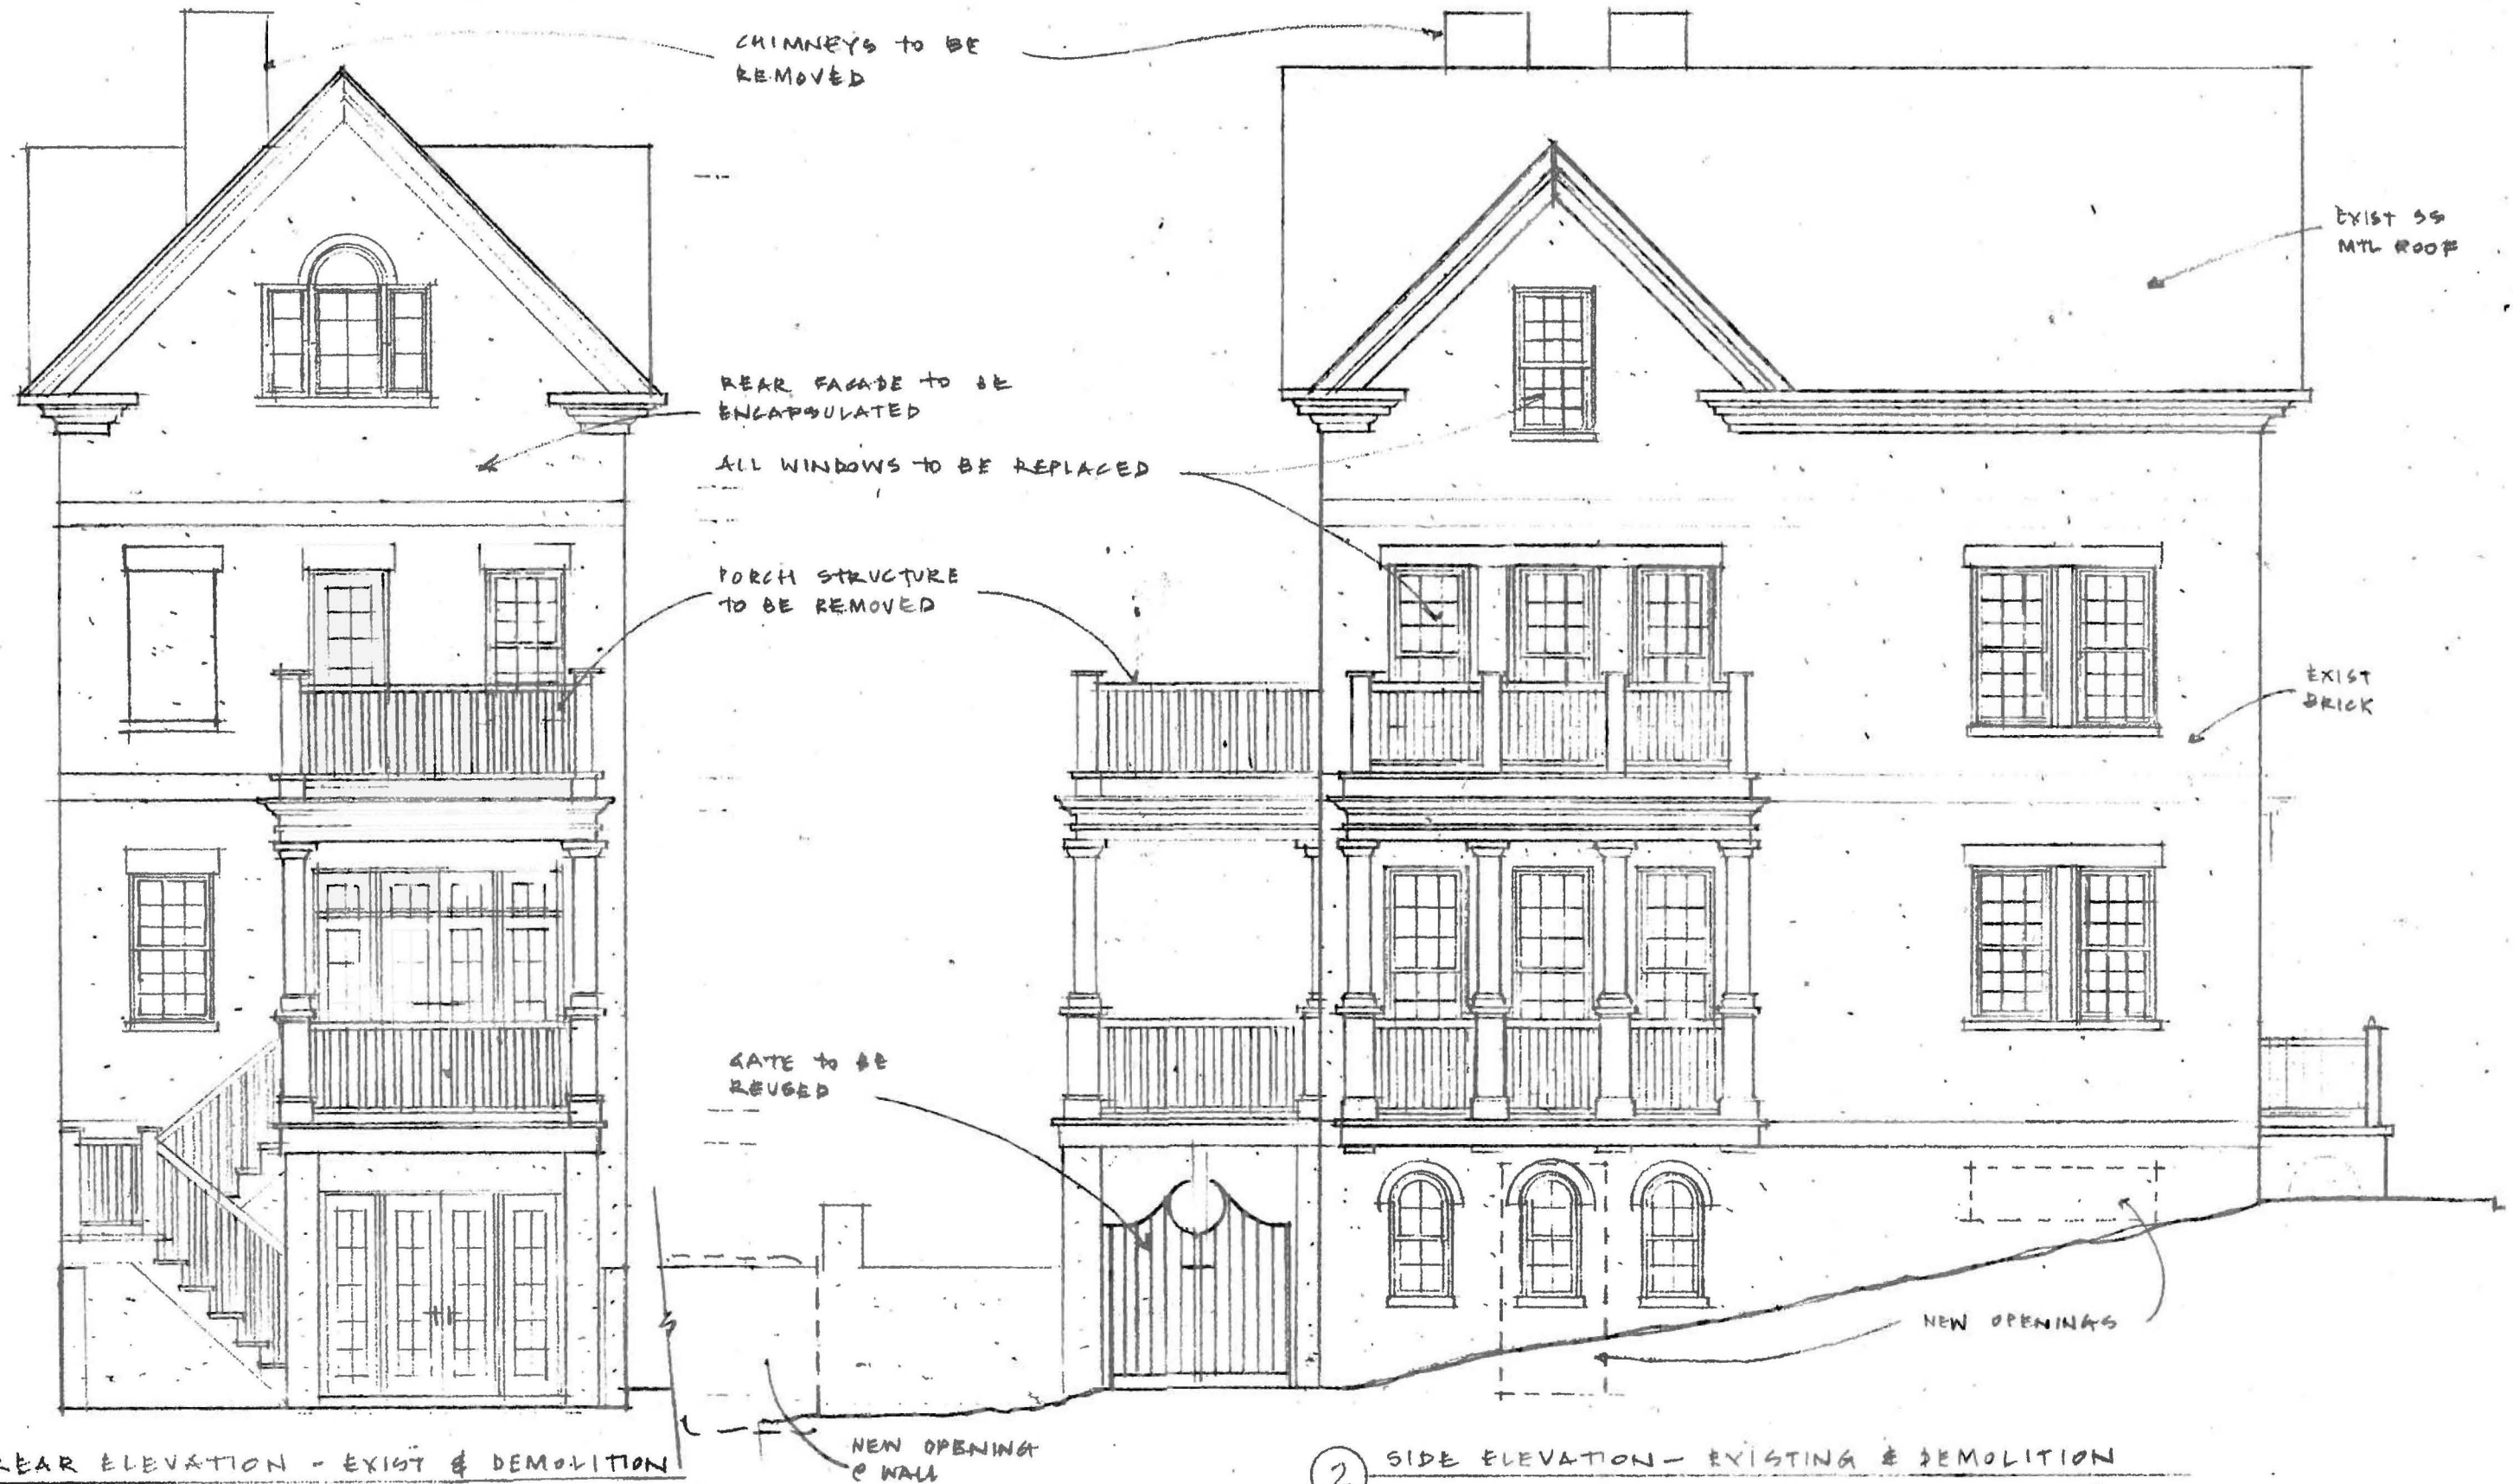 CHIMNEYS TO BE
REMOVED
EXIST SS
MTL ROOF
REAR FACADE TO BE
ENCAPSULATED
ALL WINDOWS TO BE REPLACED
PORCH STRUCTURE
TO BE REMOVED
EXIST
BRICK
GATE TO BE
REUSED
NEW OPENINGS
NEW OPENING
@ WALL
REAR ELEVATION - EXIST & DEMOLITION
2 SIDE ELEVATION - EXISTING & DEMOLITION